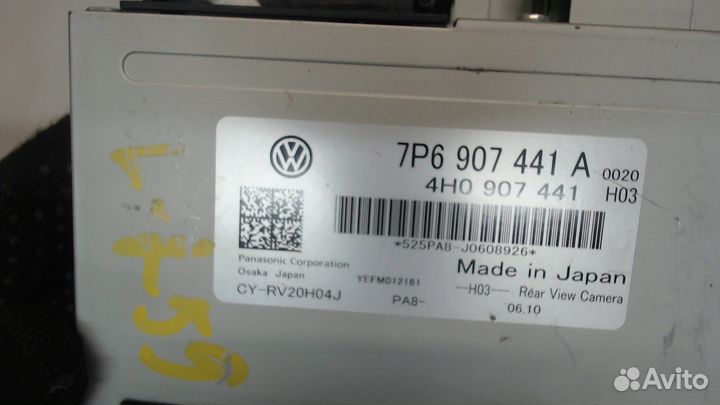 7P6 907 441 A 0020
4H0 907 441 H03
*525PA8-J0608926*
Panasonic Corporation
Osaka Japan
YEFM012161
Made in Japan
CY-RV20H04J
PA8-
—H03— Rear View Camera
06.10
Avito